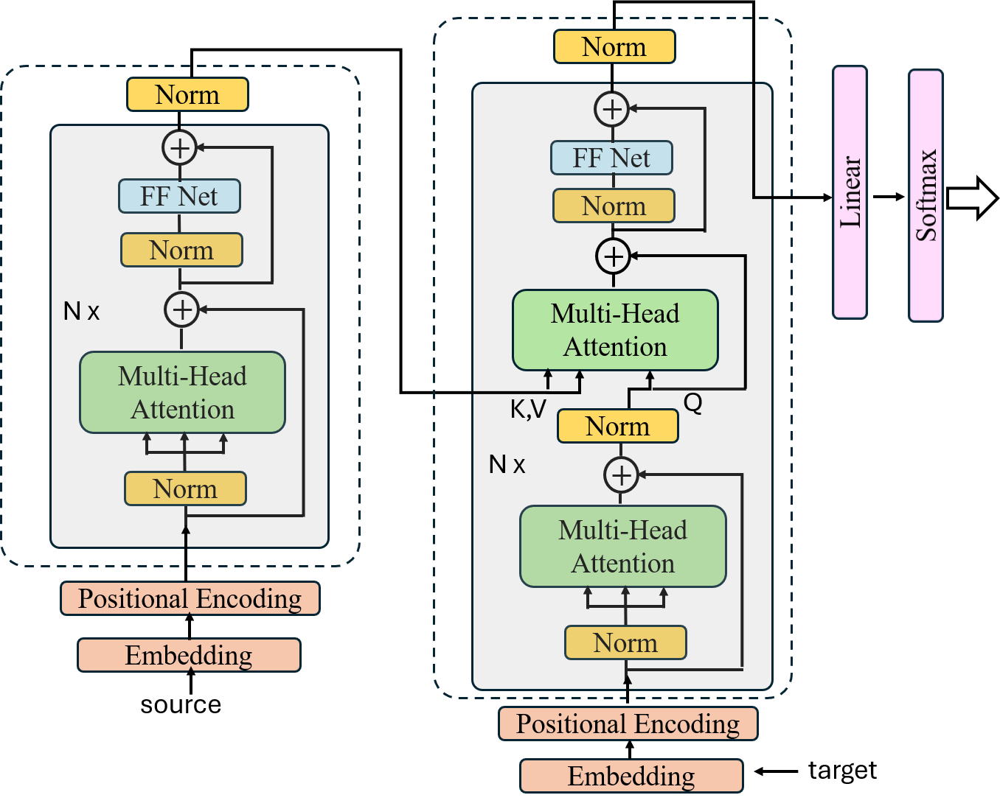 Norm
FF Net
Norm
N x
Multi-Head
Attention
Norm
Positional Encoding
Embedding
source
Norm
FF Net
Norm
Multi-Head
Attention
K,V
Q
Norm
N x
Multi-Head
Attention
Norm
Positional Encoding
Embedding
target
Linear
Softmax